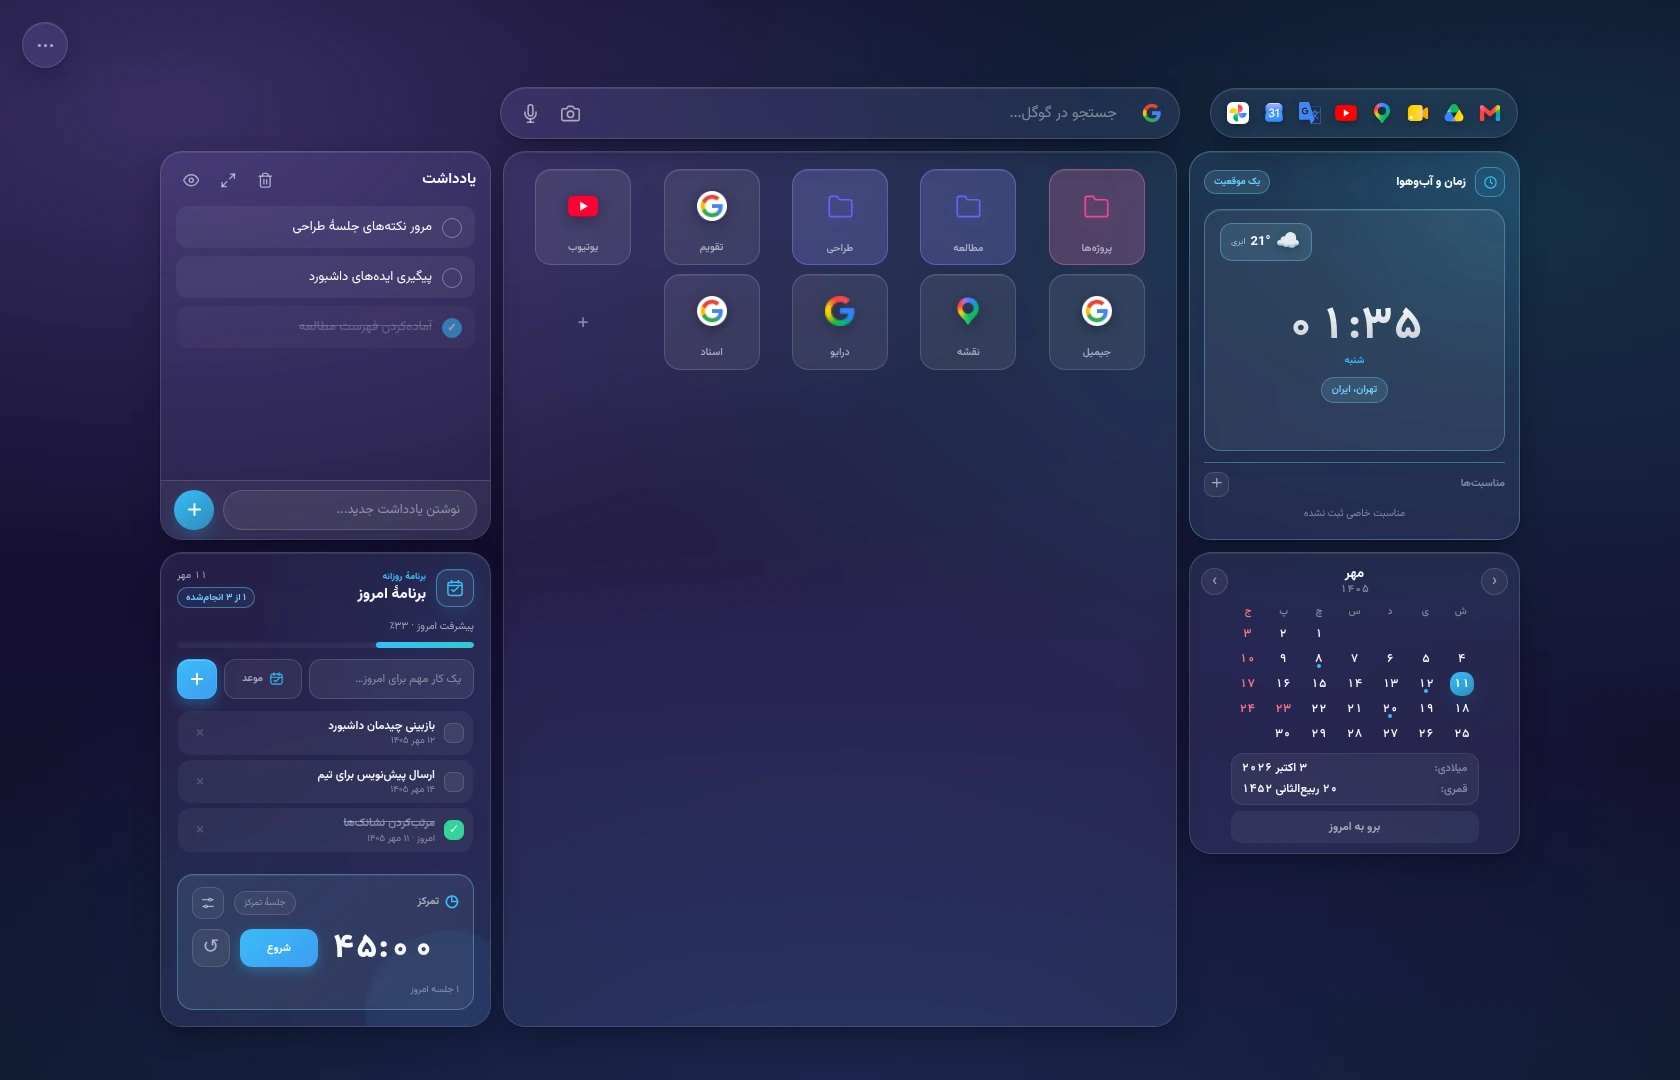 جستجو در گوگل...
31
زمان و آب‌وهوا
یک موقعیت
21° ابری
۰۱:۳۵
شنبه
تهران، ایران
مناسبت‌ها
+
مناسبت خاصی ثبت نشده
مهر
۱۴۰۵
ش ی د س چ پ ج
۱ ۲ ۳
۴ ۵ ۶ ۷ ۸ ۹ ۱۰
۱۱ ۱۲ ۱۳ ۱۴ ۱۵ ۱۶ ۱۷
۱۸ ۱۹ ۲۰ ۲۱ ۲۲ ۲۳ ۲۴
۲۵ ۲۶ ۲۷ ۲۸ ۲۹ ۳۰
میلادی: ۳ اکتبر ۲۰۲۶
قمری: ۲۰ ربیع‌الثانی ۱۴۵۲
برو به امروز
پروژه‌ها
مطالعه
طراحی
تقویم
یوتیوب
جیمیل
نقشه
درایو
اسناد
+
یادداشت
مرور نکته‌های جلسهٔ طراحی
پیگیری ایده‌های داشبورد
آماده‌کردن فهرست مطالعه
نوشتن یادداشت جدید...
+
برنامهٔ روزانه
برنامهٔ امروز
۱۱ مهر
۱ از ۳ انجام‌شده
پیشرفت امروز · ۳۳٪
یک کار مهم برای امروز...
موعد
+
بازبینی چیدمان داشبورد
۱۲ مهر ۱۴۰۵
ارسال پیش‌نویس برای تیم
۱۴ مهر ۱۴۰۵
مرتب‌کردن نشانک‌ها
امروز · ۱۱ مهر ۱۴۰۵
تمرکز
جلسهٔ تمرکز
۴۵:۰۰
شروع
۱ جلسه امروز